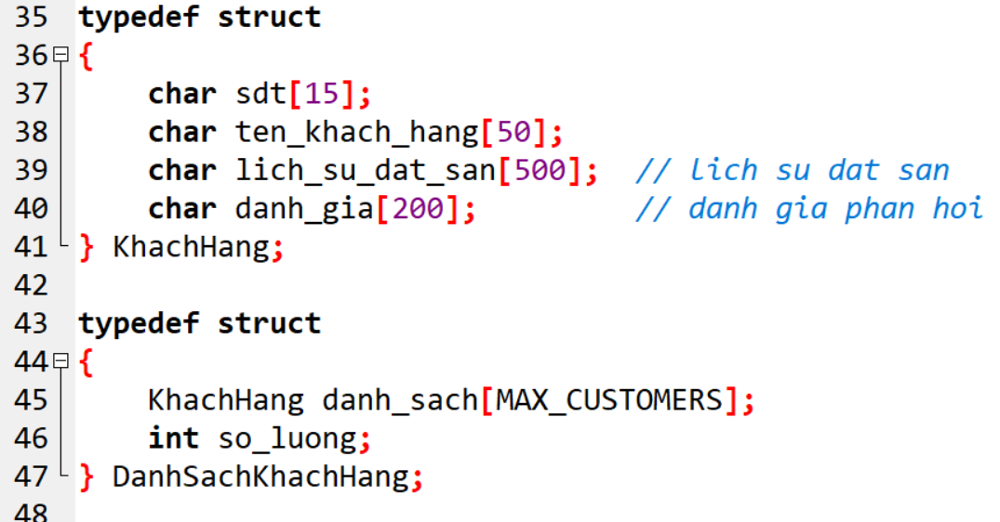 35 typedef struct
36 {
37 char sdt[15];
38 char ten_khach_hang[50];
39 char lich_su_dat_san[500]; // lich su dat san
40 char danh_gia[200]; // danh gia phan hoi
41 } KhachHang;
42
43 typedef struct
44 {
45 KhachHang danh_sach[MAX_CUSTOMERS];
46 int so_luong;
47 } DanhSachKhachHang;
48